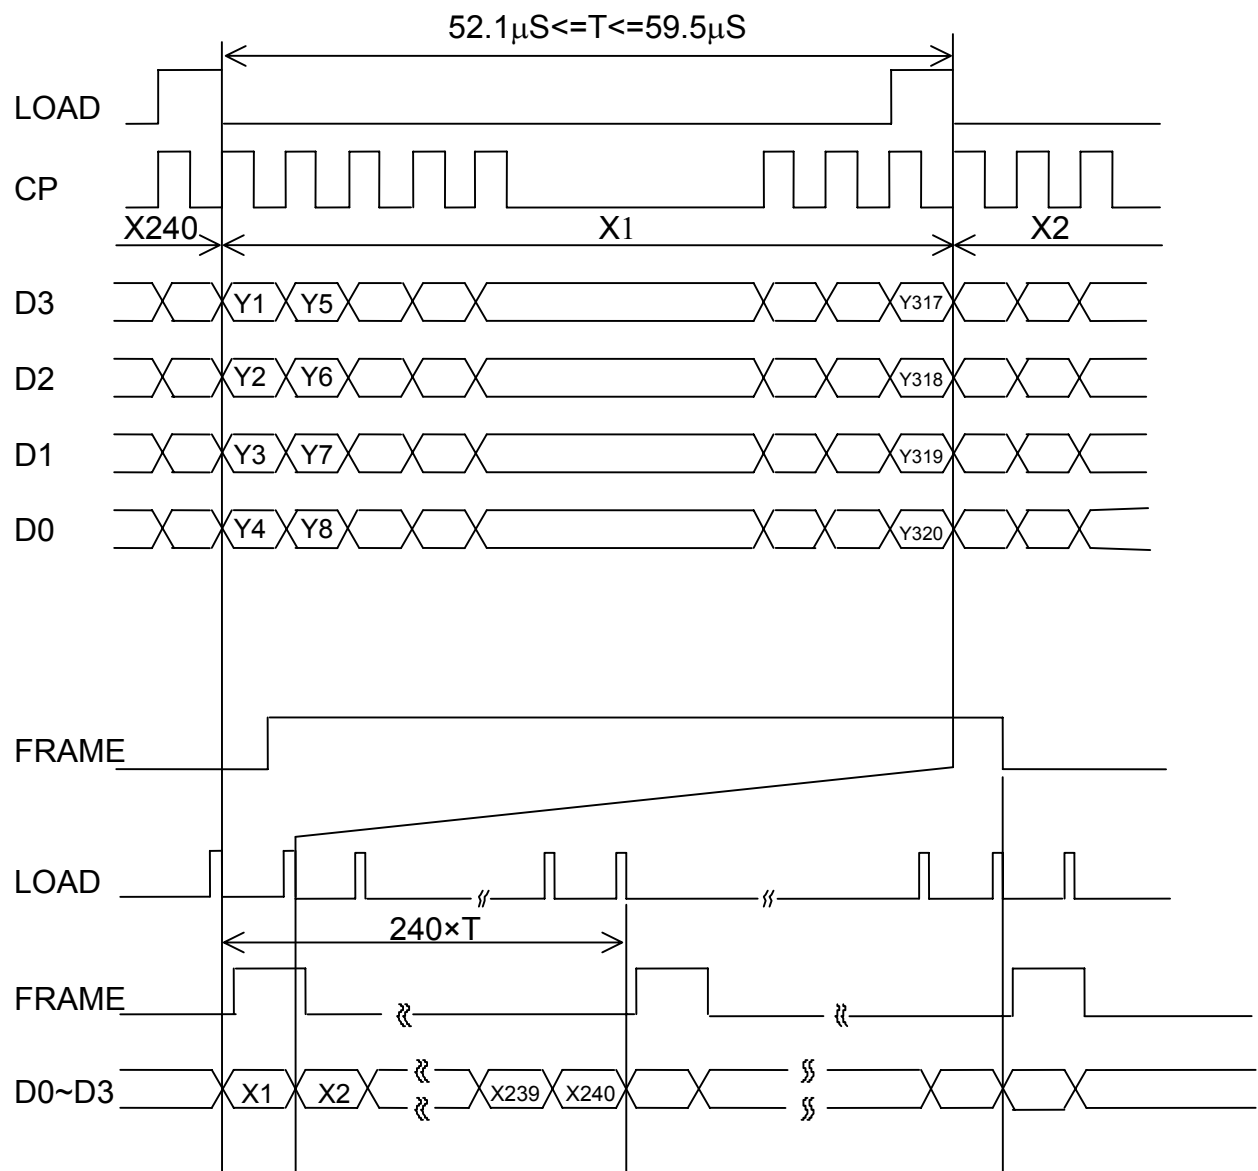 52.1μS<=T<=59.5μS
LOAD
CP
X240 X1 X2
D3 Y1 Y5 Y317
D2 Y2 Y6 Y318
D1 Y3 Y7 Y319
D0 Y4 Y8 Y320
FRAME
LOAD
240×T
FRAME
D0~D3 X1 X2 X239 X240